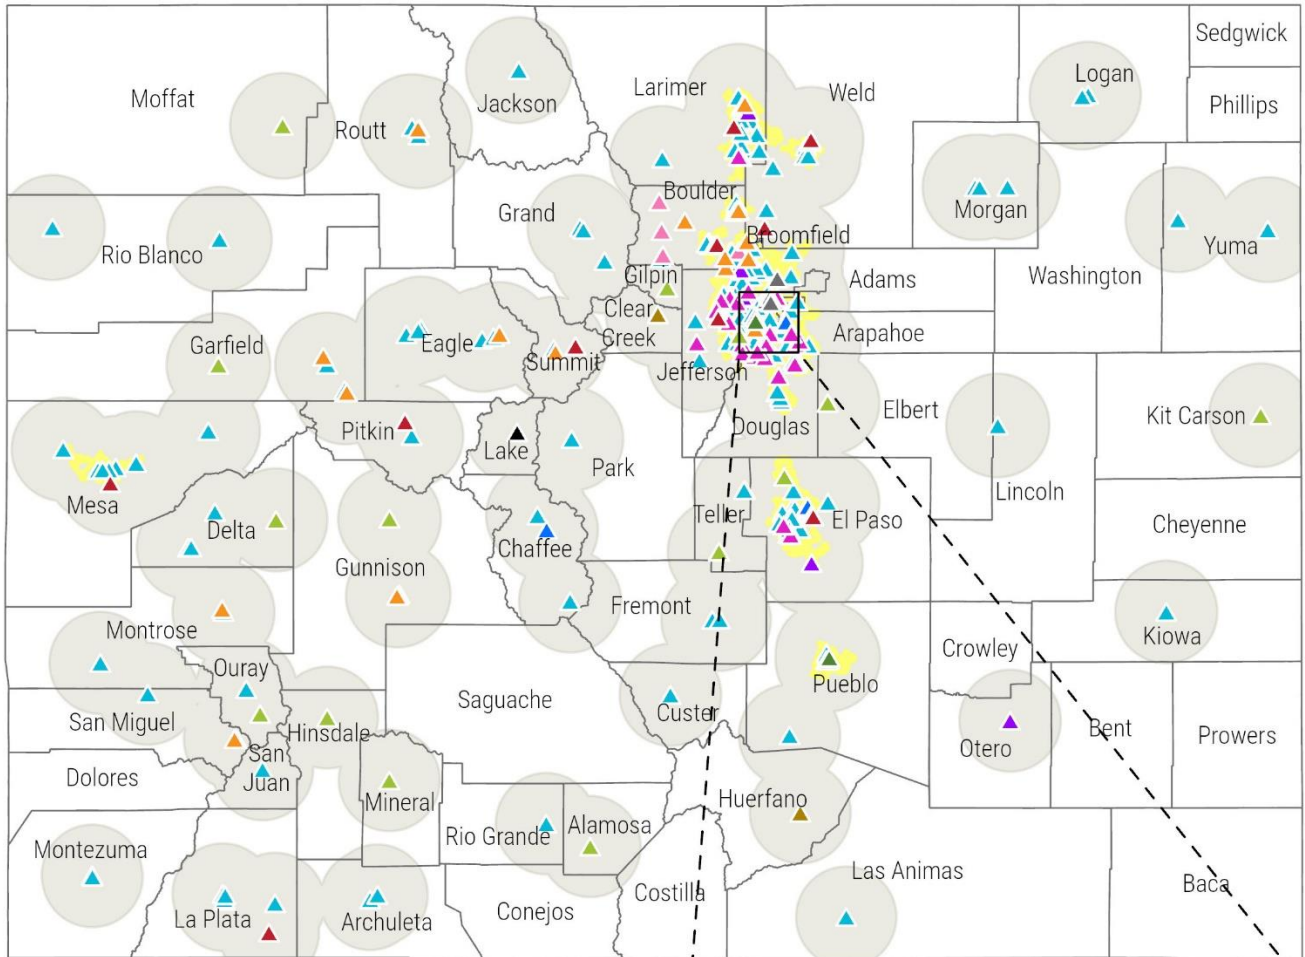 Sedgwick
Logan
Larimer
Weld
Moffat
Jackson
Phillips
Routt
Boulder
Morgan
Grand
Broomfield
Yuma
Rio Blanco
Gilpin
Adams
Washington
Clear
Creek
Arapahoe
Garfield
Eagle
Summit
Jefferson
Elbert
Kit Carson
Douglas
Pitkin
Lake
Park
Lincoln
Mesa
Teller
El Paso
Cheyenne
Delta
Chaffee
Gunnison
Fremont
Montrose
Kiowa
Crowley
Ouray
Pueblo
Saguache
Custer
San Miguel
Hinsdale
Bent
Prowers
Otero
San
Juan
Dolores
Mineral
Huerfano
Rio Grande
Alamosa
Montezuma
Las Animas
Baca
Costilla
La Plata
Archuleta
Conejos